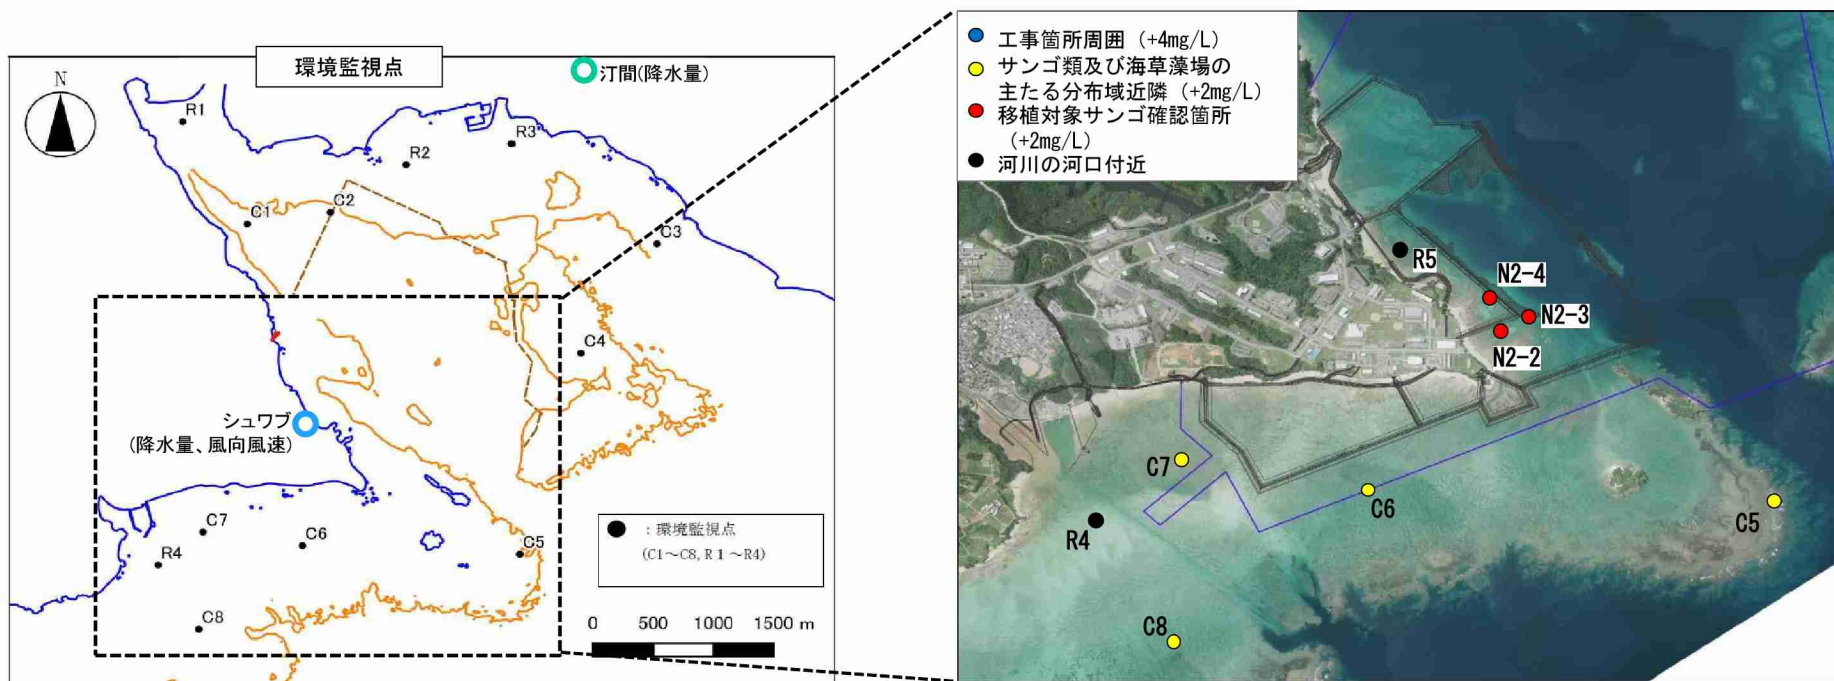 環境監視点
N
汀間(降水量)
R1
R2
R3
C1
C2
C3
C4
シュワブ
(降水量、風向風速)
C7
C6
C5
R4
C8
: 環境監視点
(C1～C8, R1～R4)
0 500 1000 1500 m
工事箇所周囲 (+4mg/L)
サンゴ類及び海草藻場の
主たる分布域近隣 (+2mg/L)
移植対象サンゴ確認箇所
(+2mg/L)
河川の河口付近
R5
N2-4
N2-3
N2-2
C7
C6
C5
R4
C8